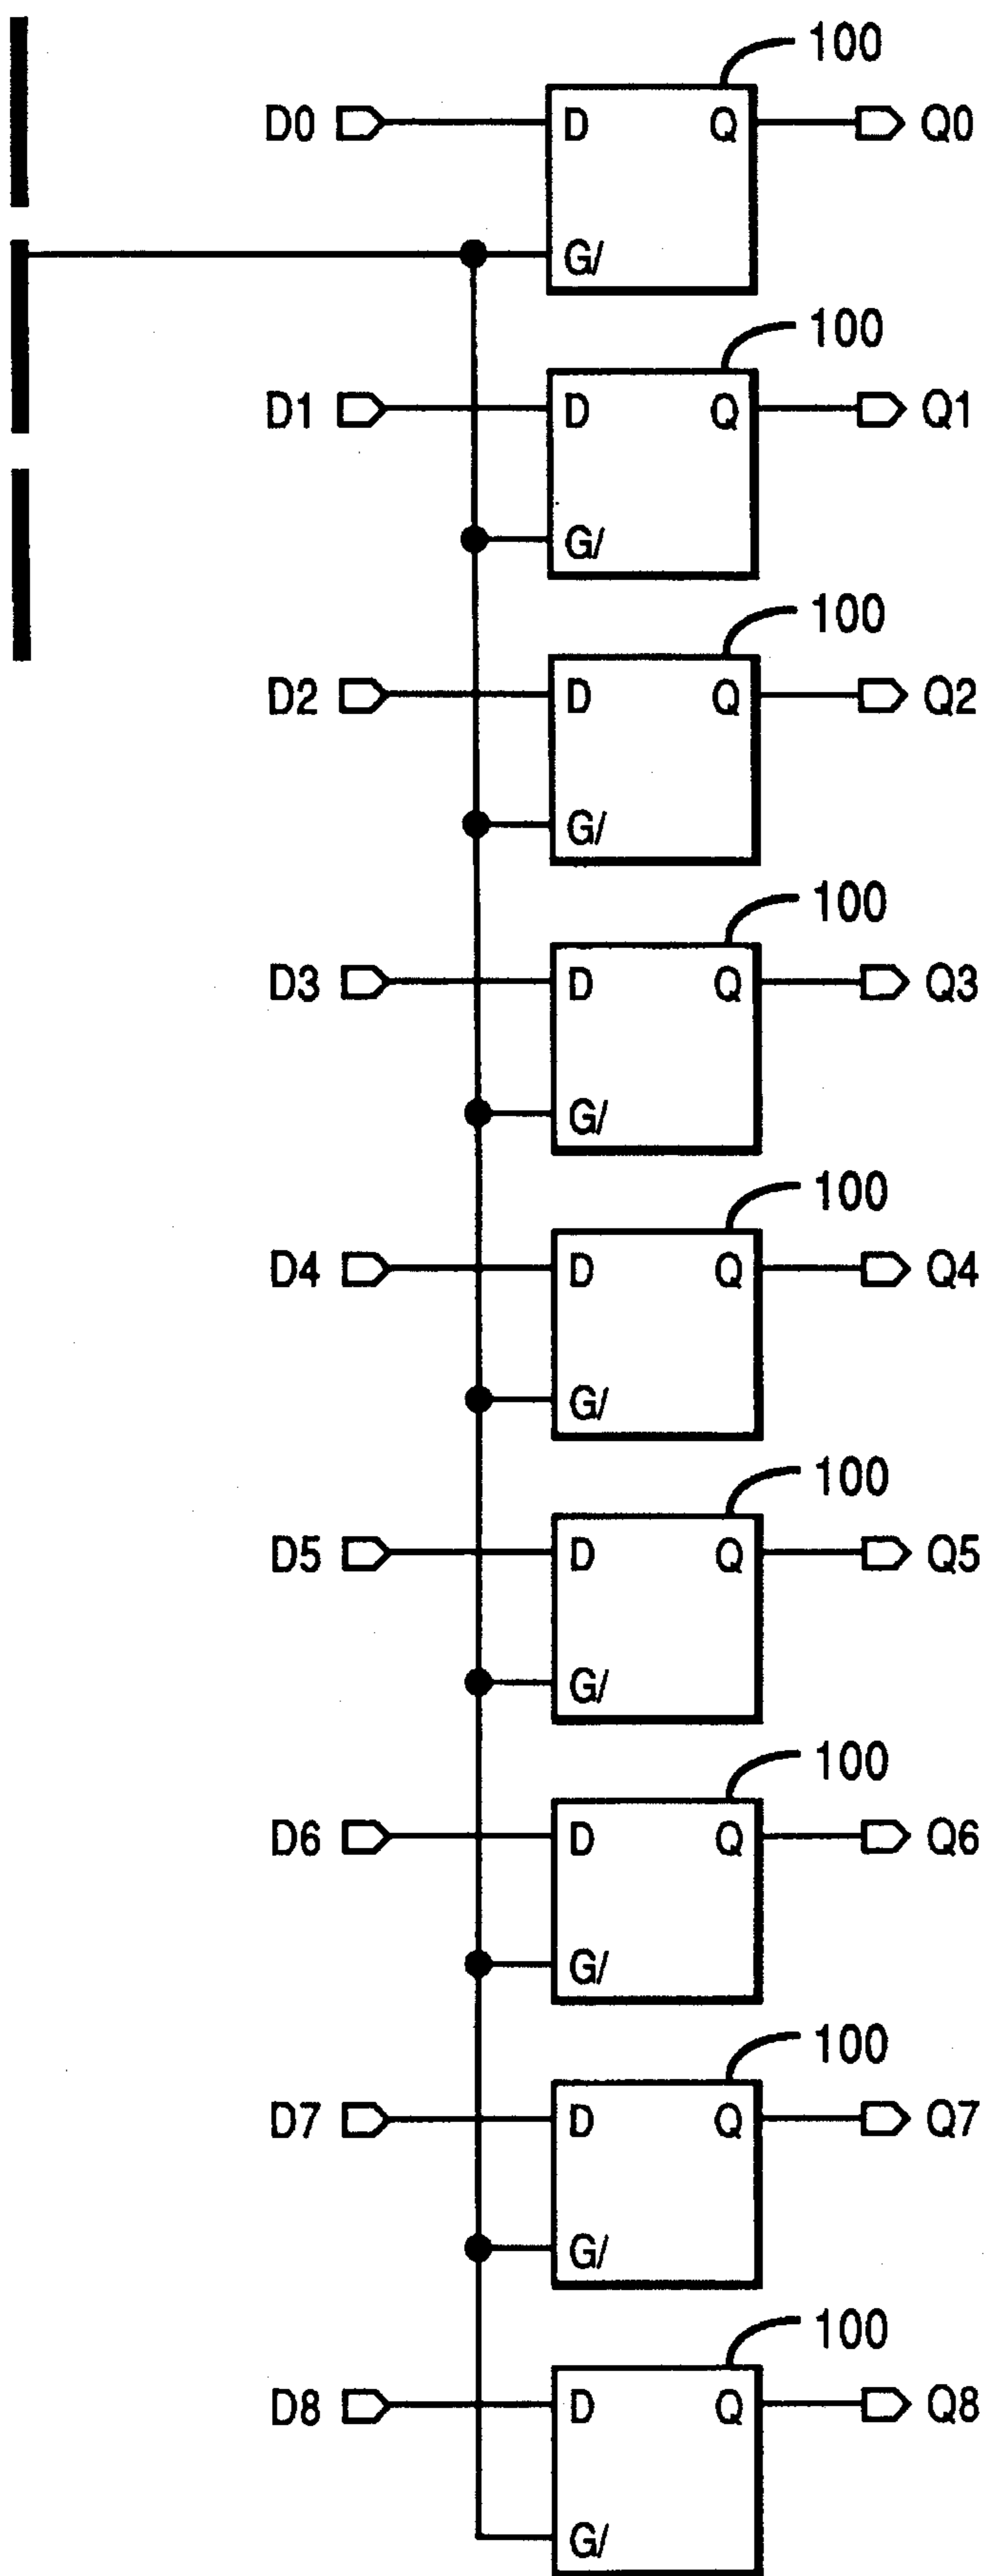 100
D0 D Q Q0
G/
100
D1 D Q Q1
G/
100
D2 D Q Q2
G/
100
D3 D Q Q3
G/
100
D4 D Q Q4
G/
100
D5 D Q Q5
G/
100
D6 D Q Q6
G/
100
D7 D Q Q7
G/
100
D8 D Q Q8
G/